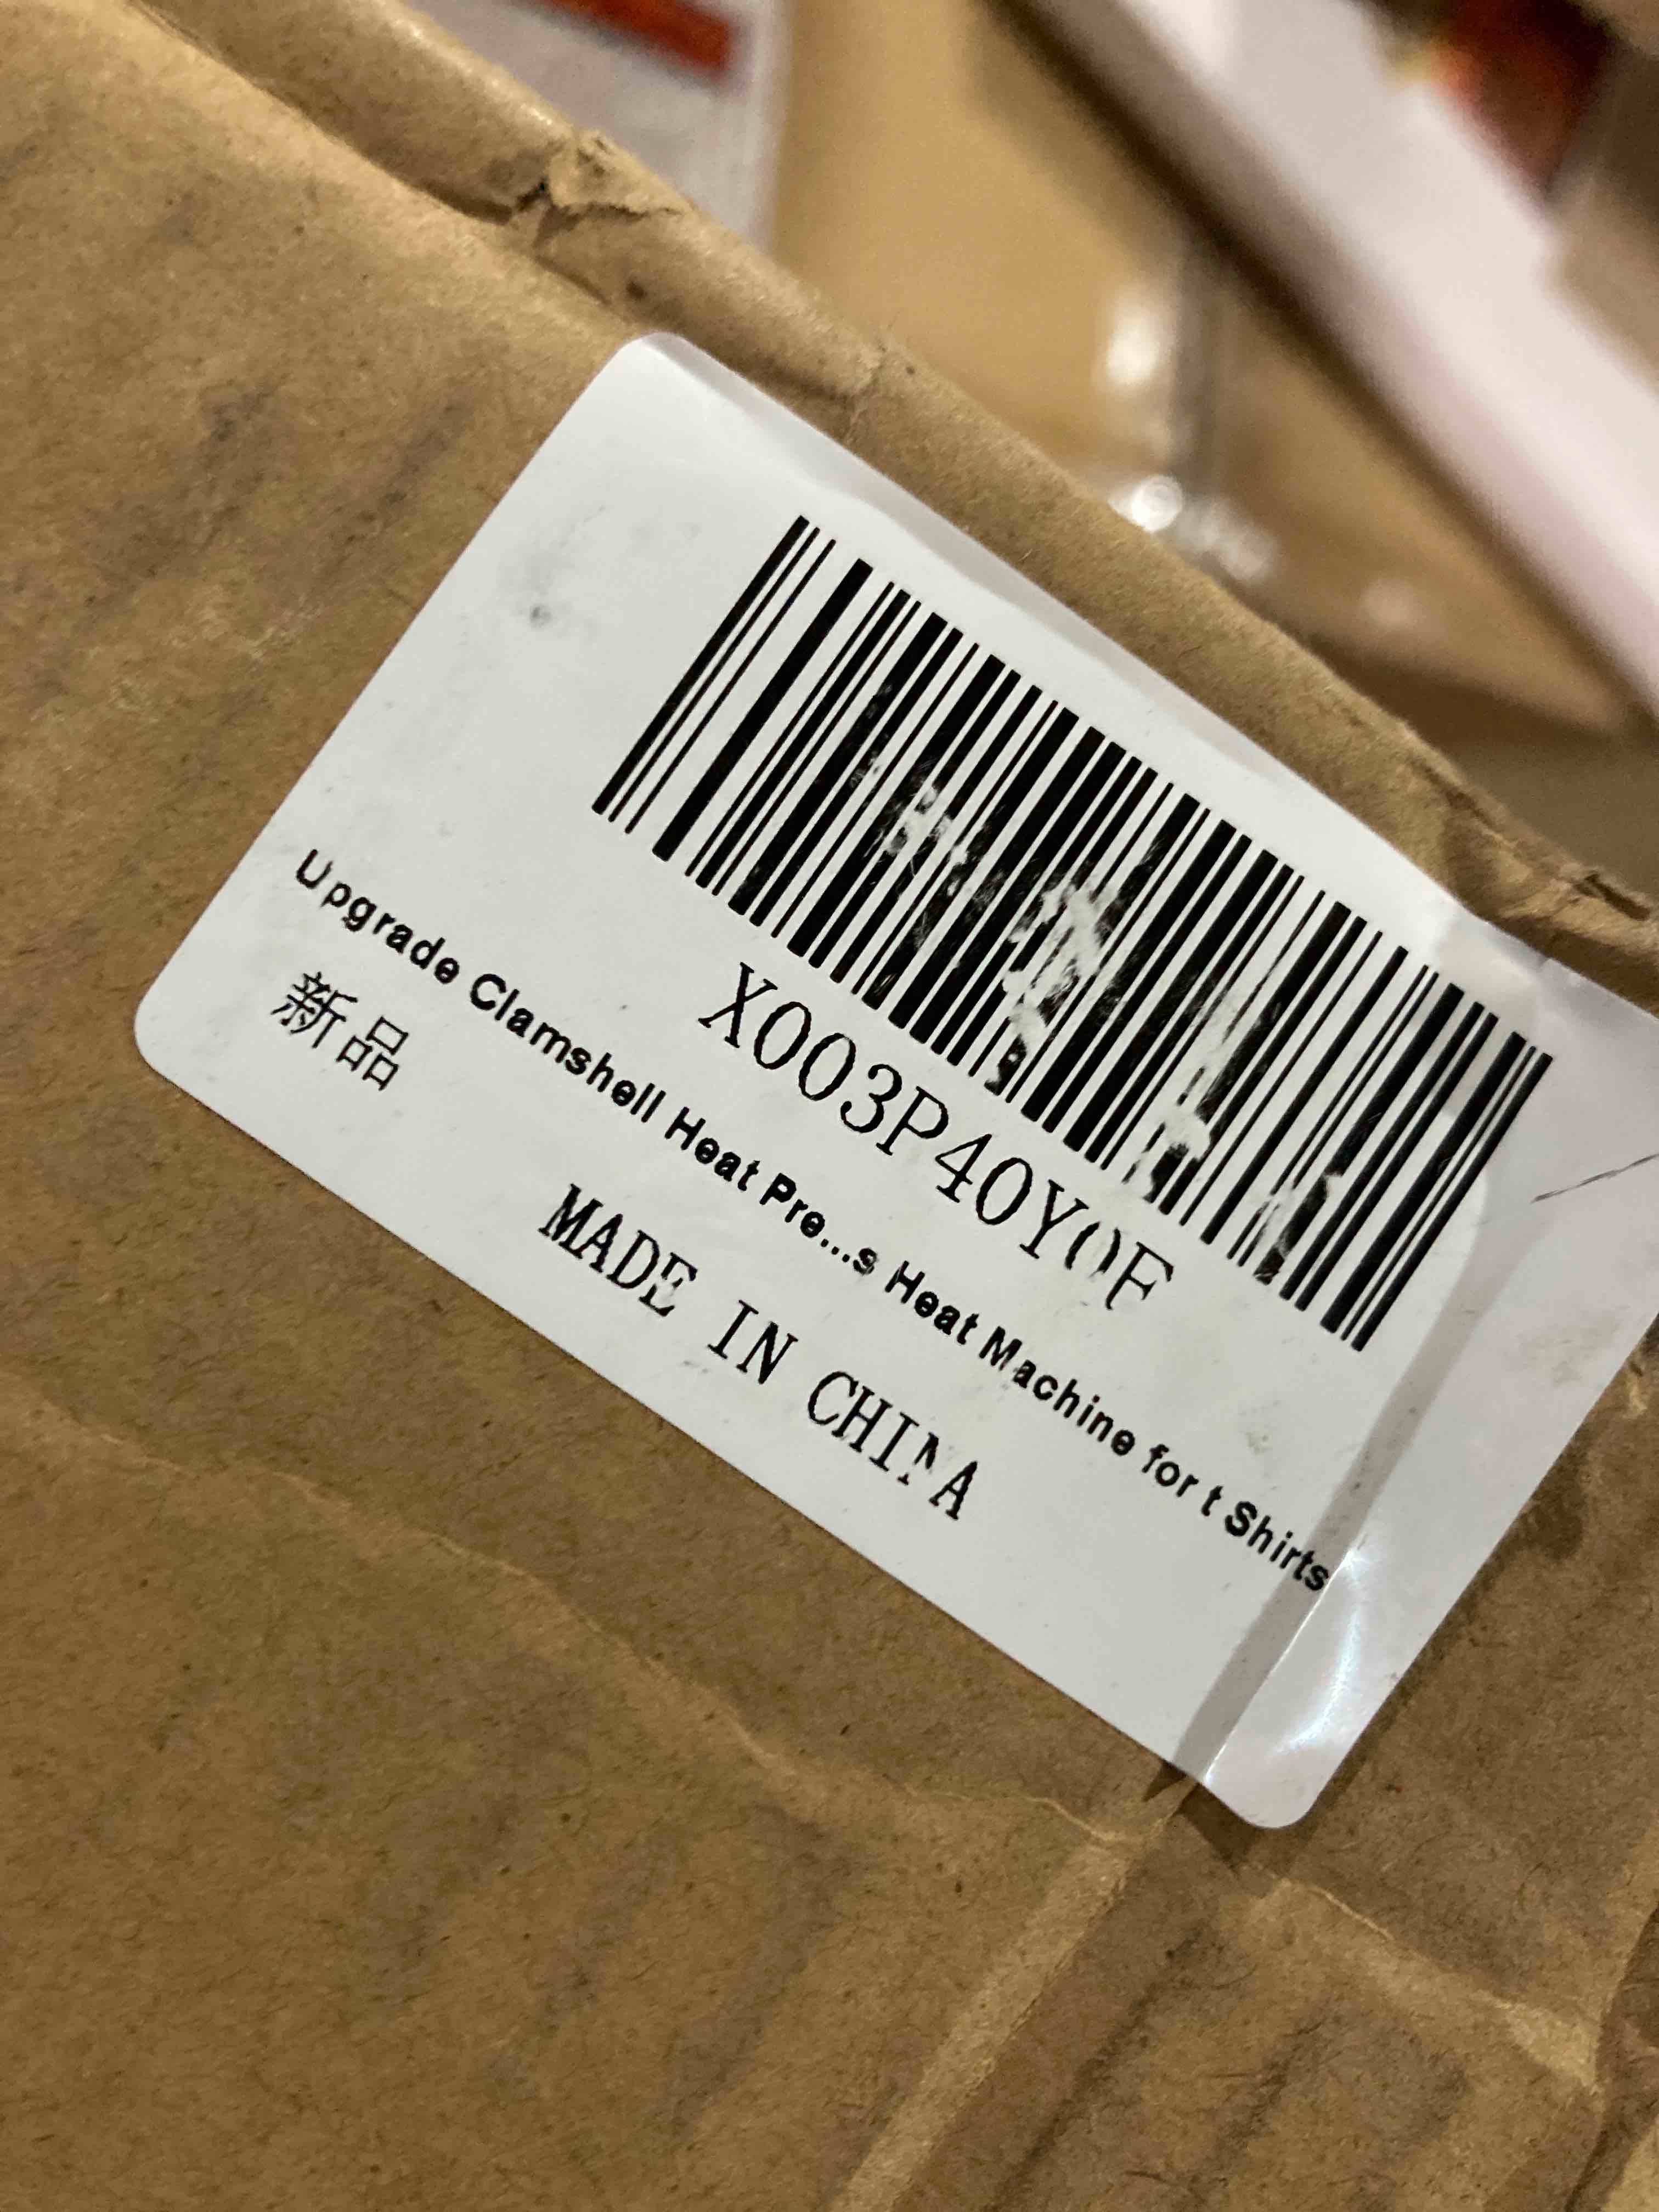 X003P40Y0F
Upgrade Clamshell Heat Pre...s Heat Machine for t Shirts
新品
MADE IN CHINA